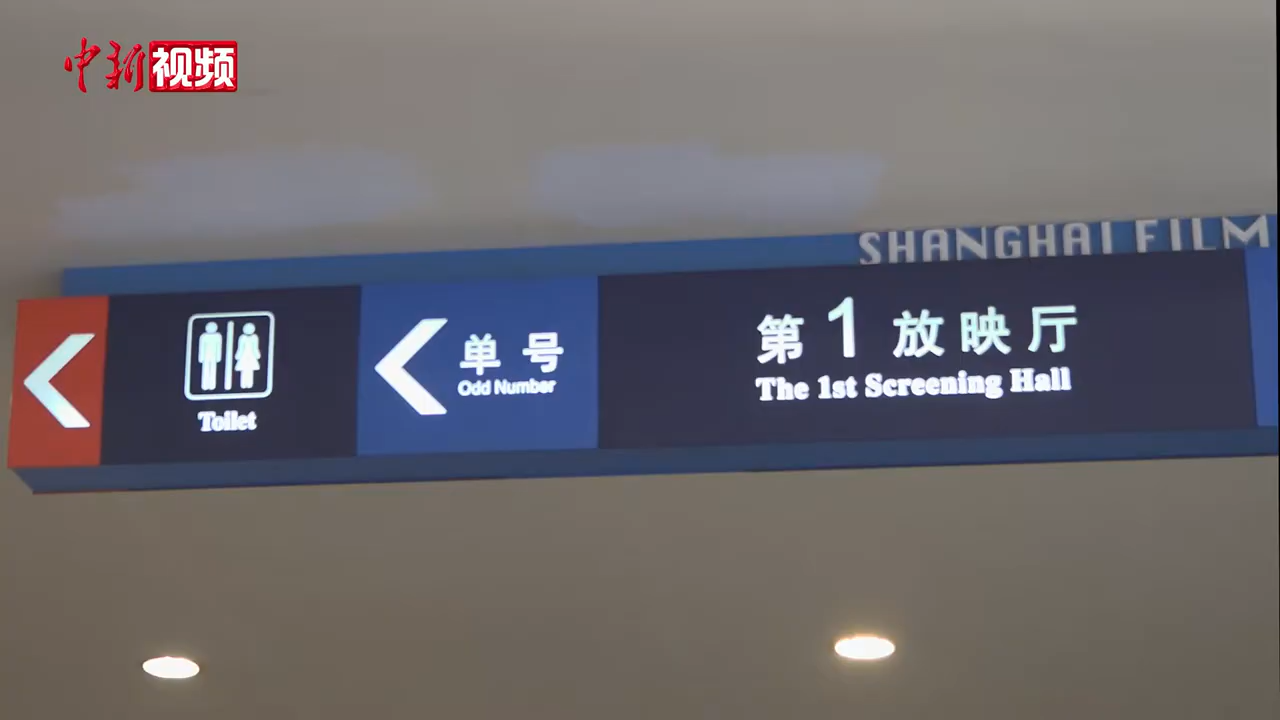 中新视频
SHANGHAI FILM
Toilet
单号
Odd Number
第1放映厅
The 1st Screening Hall